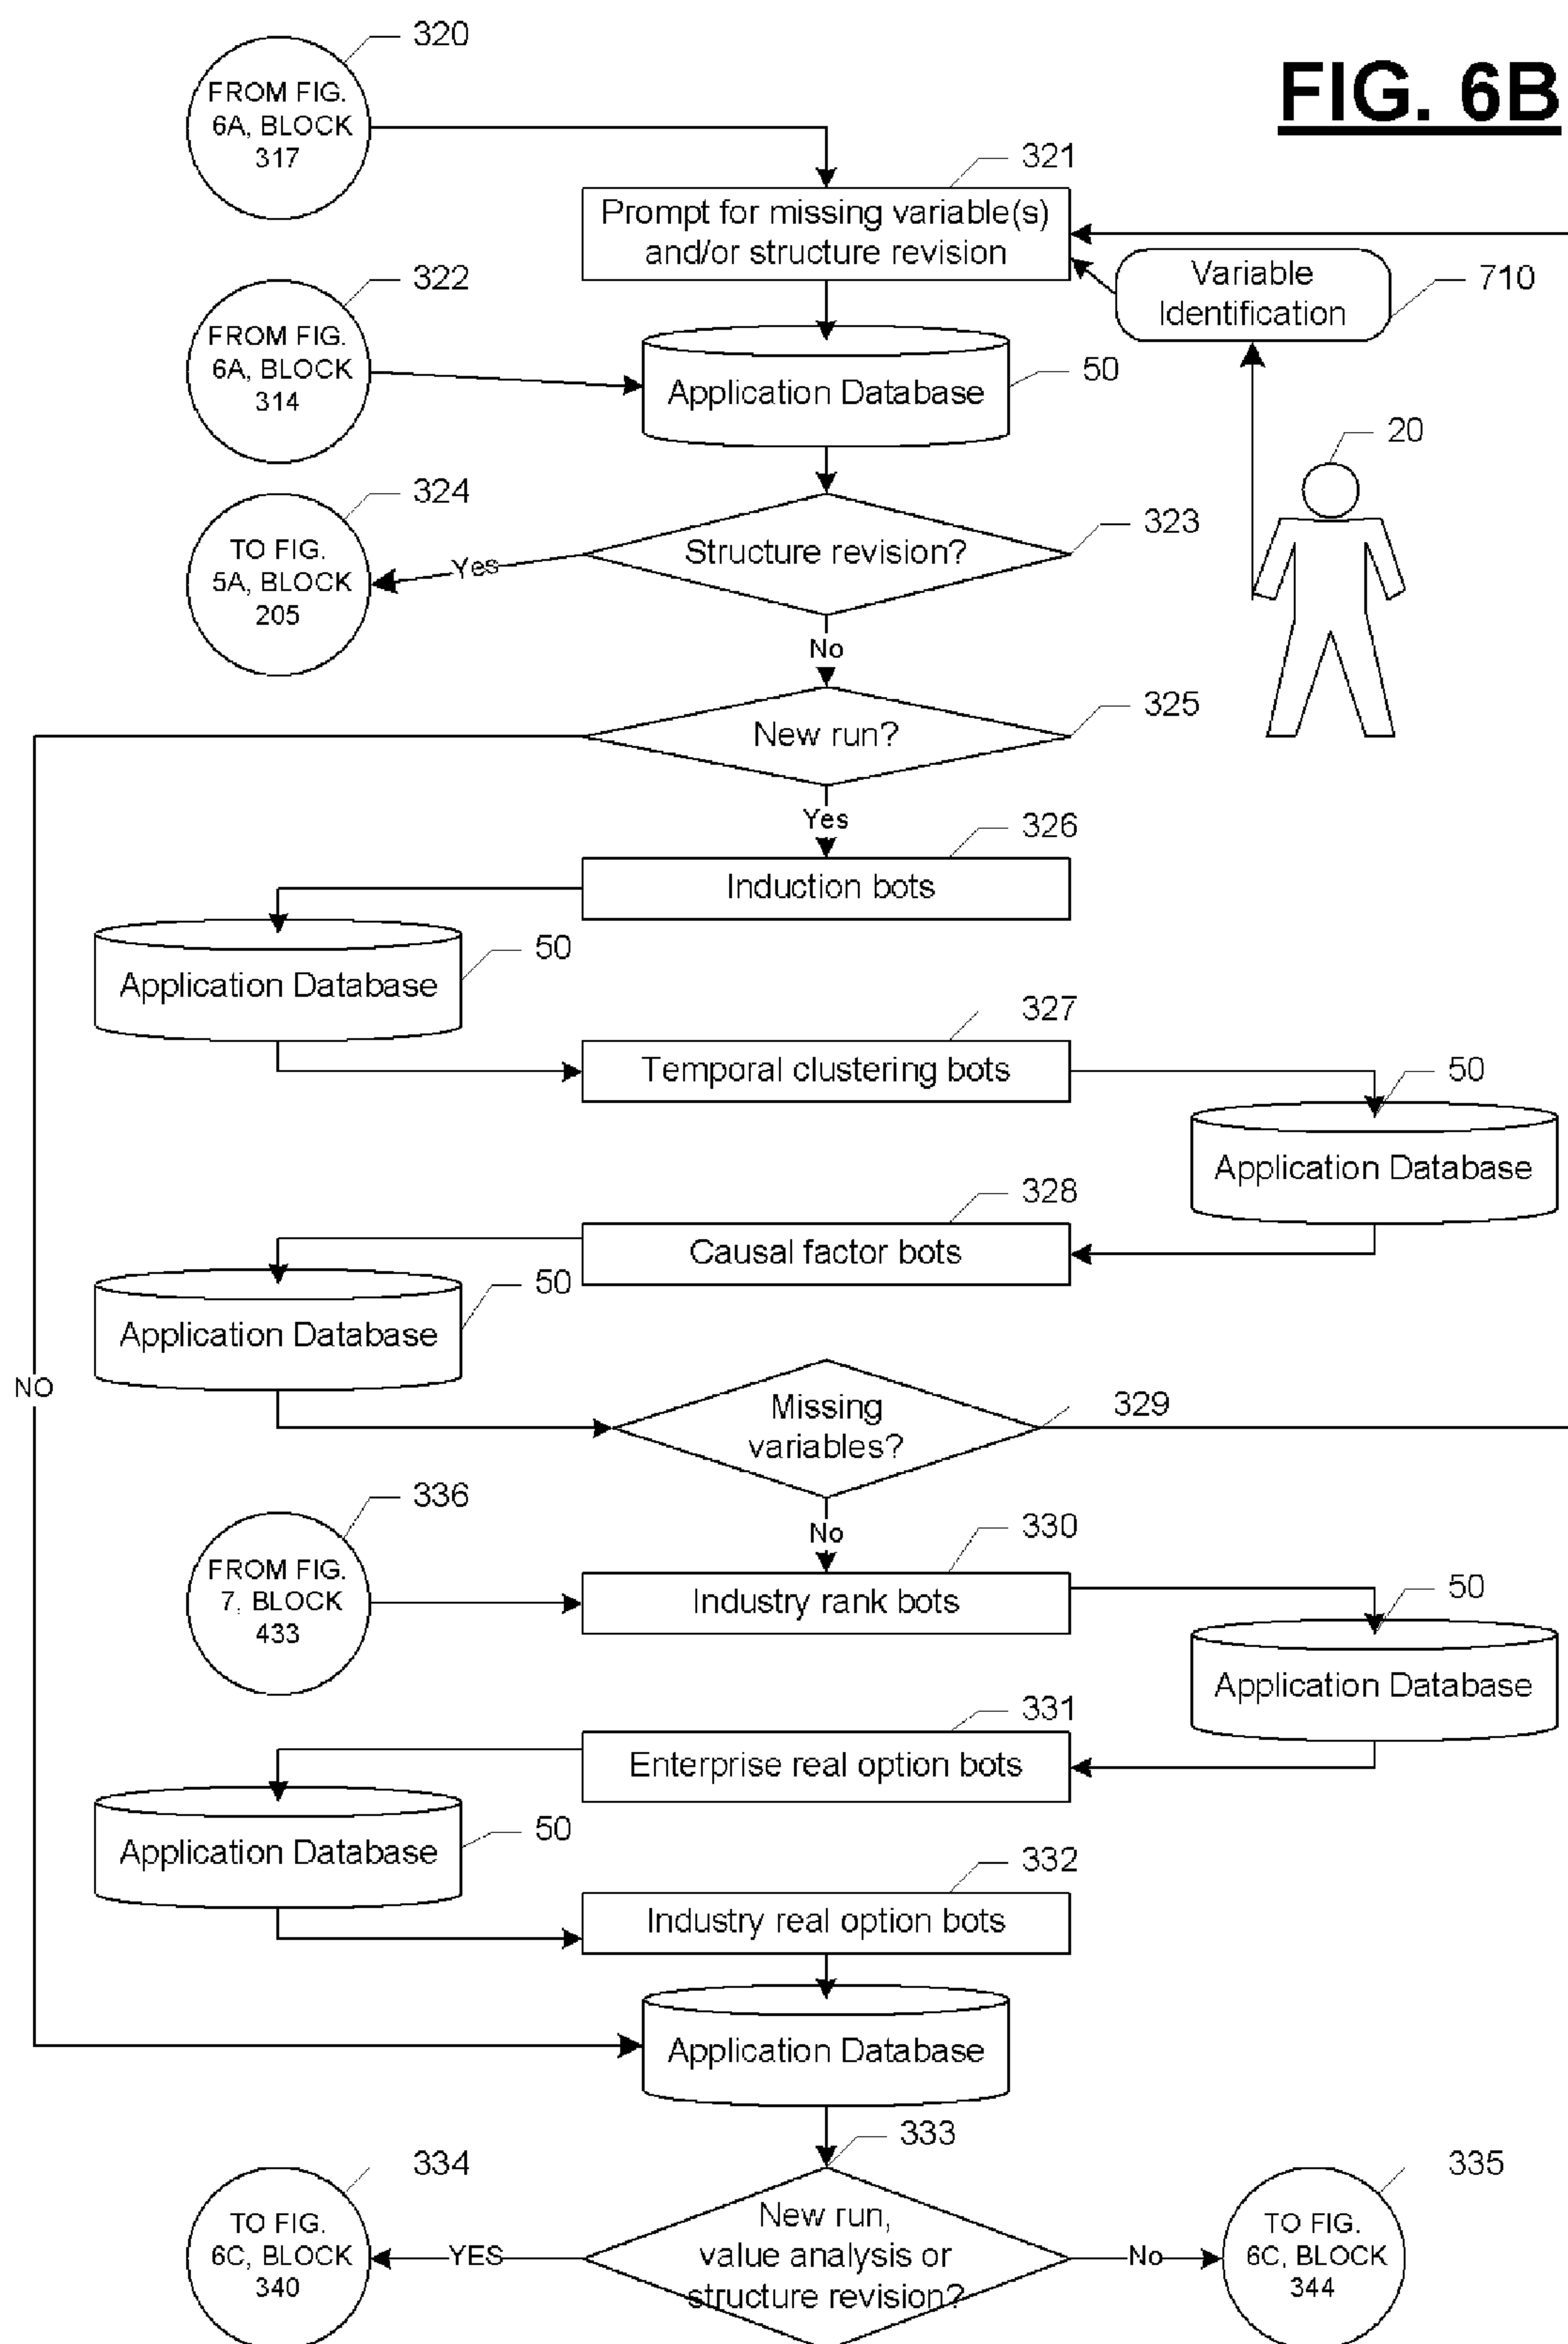 320
FROM FIG.
6A, BLOCK
317
FIG. 6B
321
Prompt for missing variable(s)
and/or structure revision
322
FROM FIG.
6A, BLOCK
314
Variable
Identification
710
Application Database
50
20
324
TO FIG.
5A, BLOCK
205
Yes
Structure revision?
323
No
New run?
325
Yes
326
Induction bots
Application Database
50
327
Temporal clustering bots
50
Application Database
328
Causal factor bots
50
Application Database
NO
Missing
variables?
329
336
FROM FIG.
7, BLOCK
433
No
330
Industry rank bots
50
Application Database
331
Enterprise real option bots
50
Application Database
332
Industry real option bots
Application Database
333
334
TO FIG.
6C, BLOCK
340
YES
New run,
value analysis or
structure revision?
No
335
TO FIG.
6C, BLOCK
344